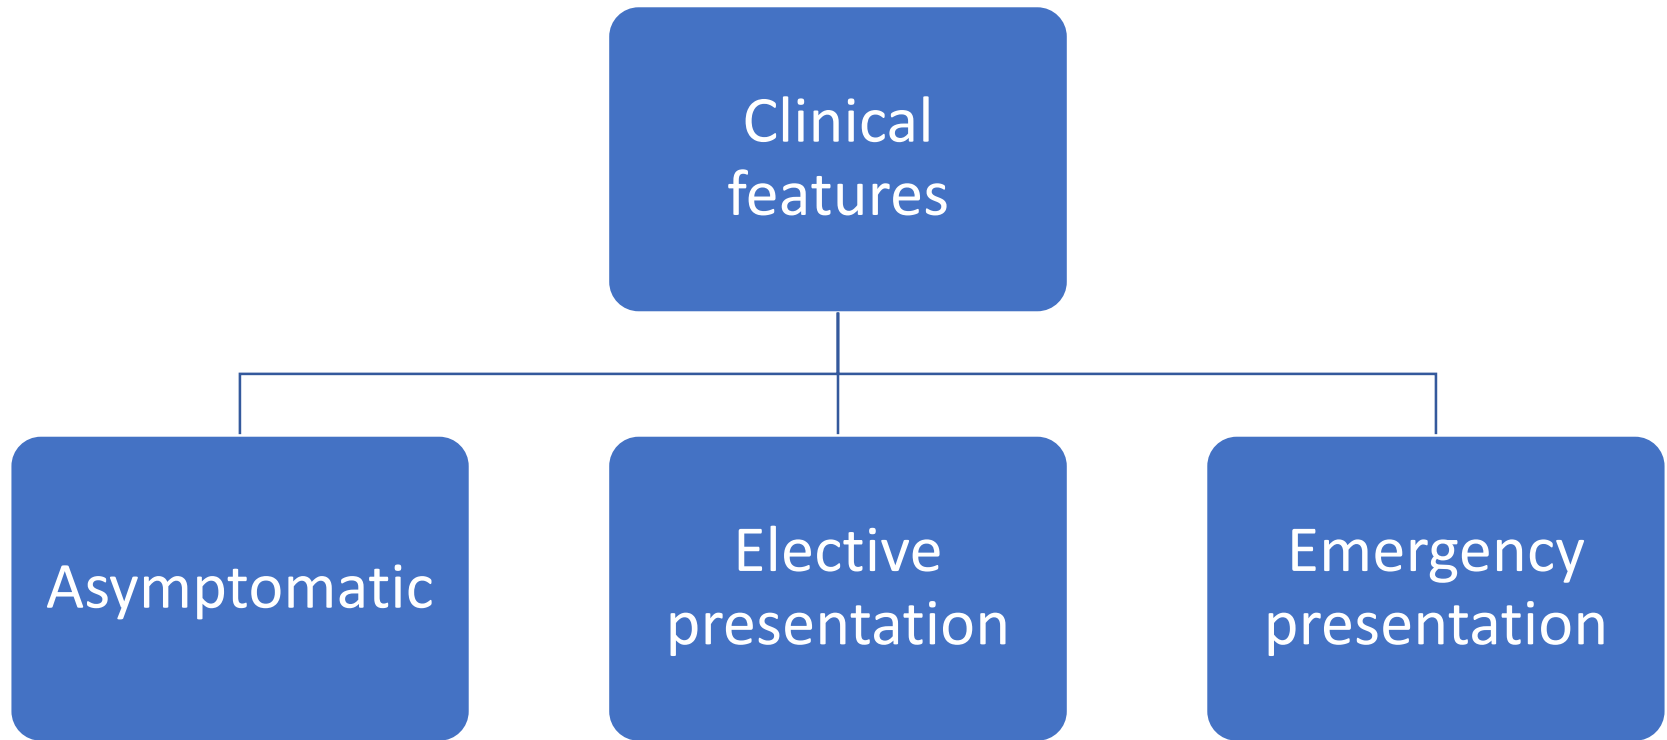 Clinical
features
Asymptomatic
Elective
presentation
Emergency
presentation